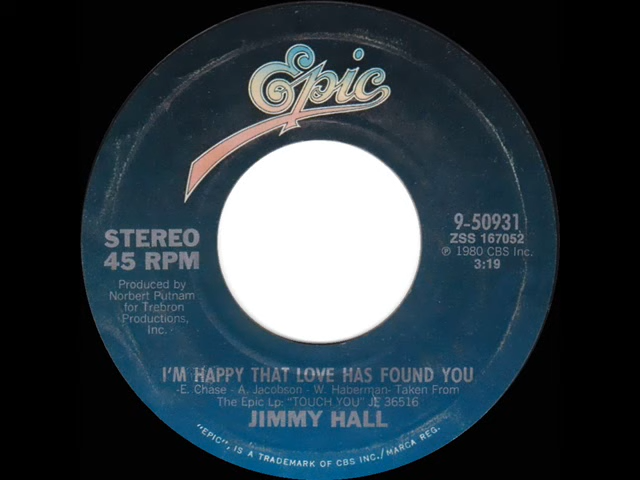 Epic
STEREO
45 RPM
Produced by
Norbert Putnam
for Trebron
Productions,
Inc.
9-50931
ZSS 167052
℗ 1980 CBS Inc.
3:19
I'M HAPPY THAT LOVE HAS FOUND YOU
-E. Chase - A. Jacobson - W. Haberman- Taken From
The Epic Lp: "TOUCH YOU" JE 36516
JIMMY HALL
"EPIC", IS A TRADEMARK OF CBS INC./MARCA REG.